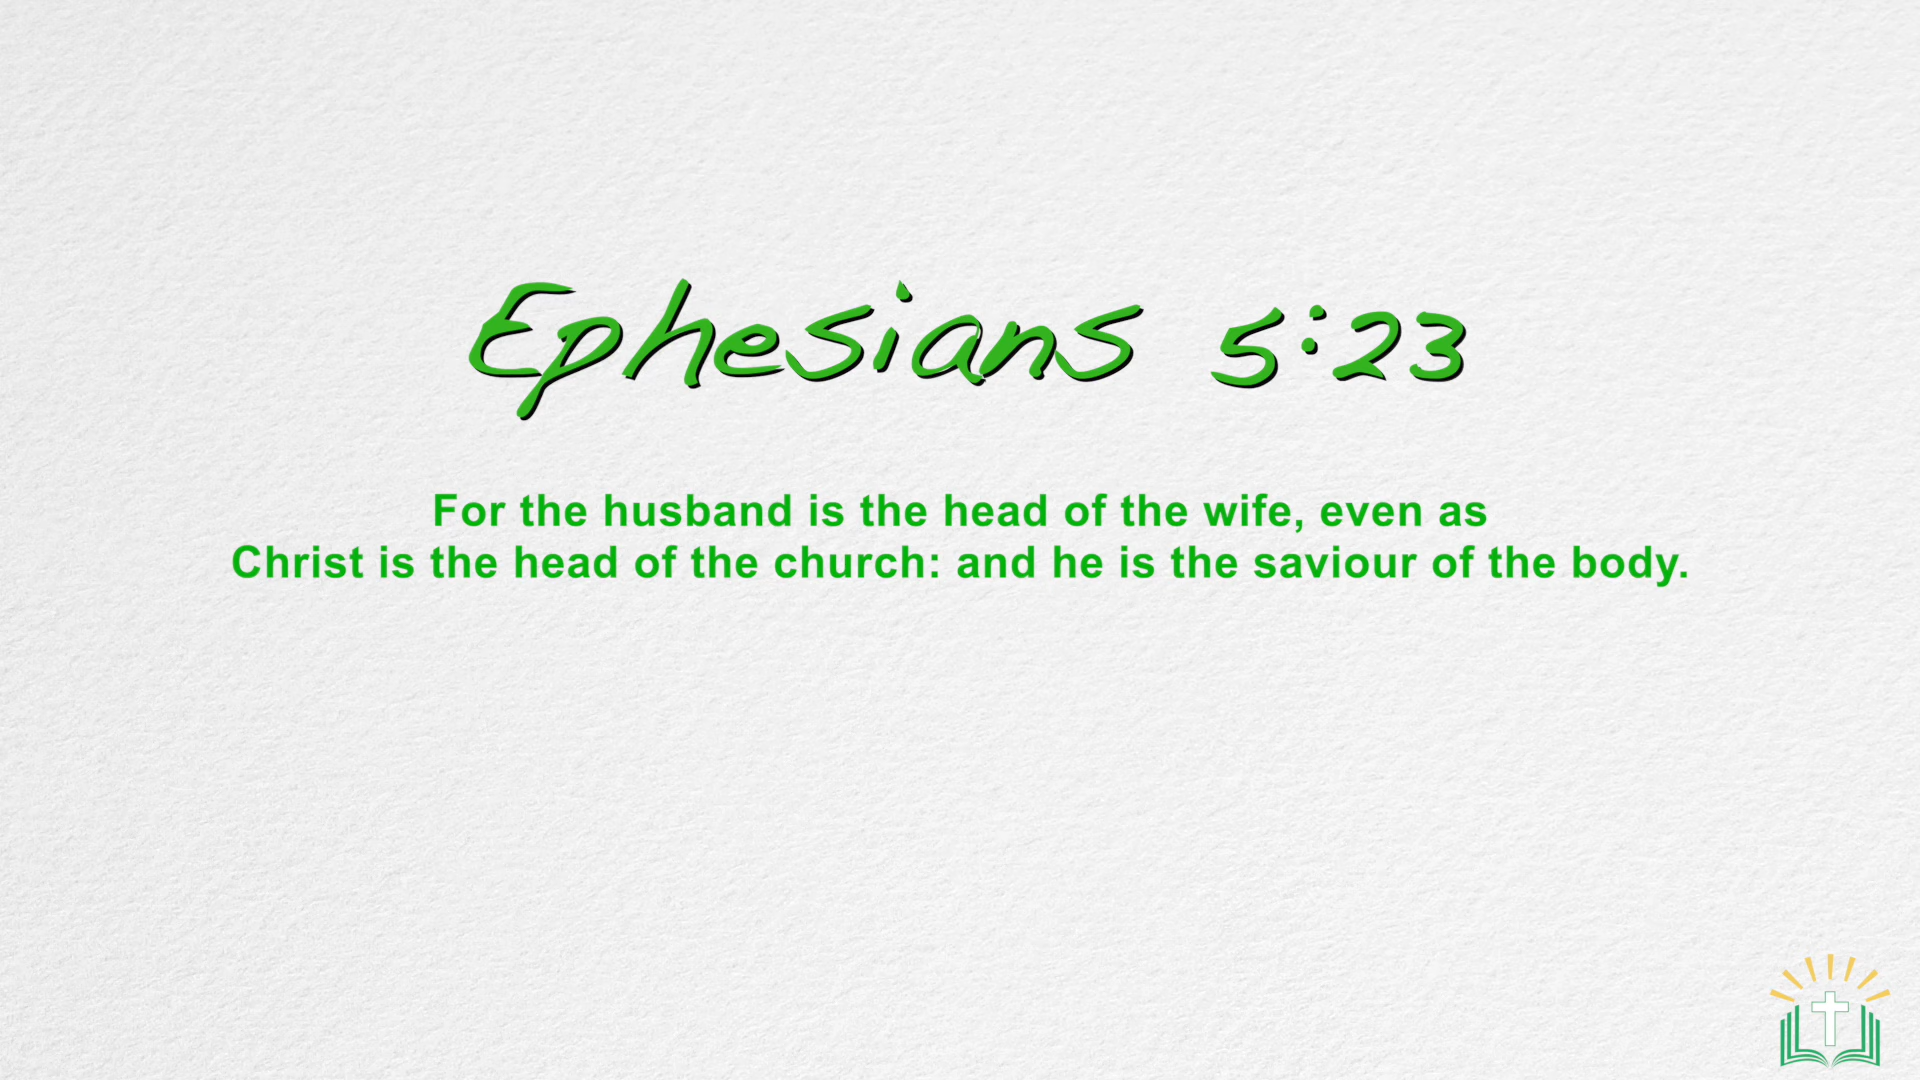 Ephesians 5:23
For the husband is the head of the wife, even as
Christ is the head of the church: and he is the saviour of the body.